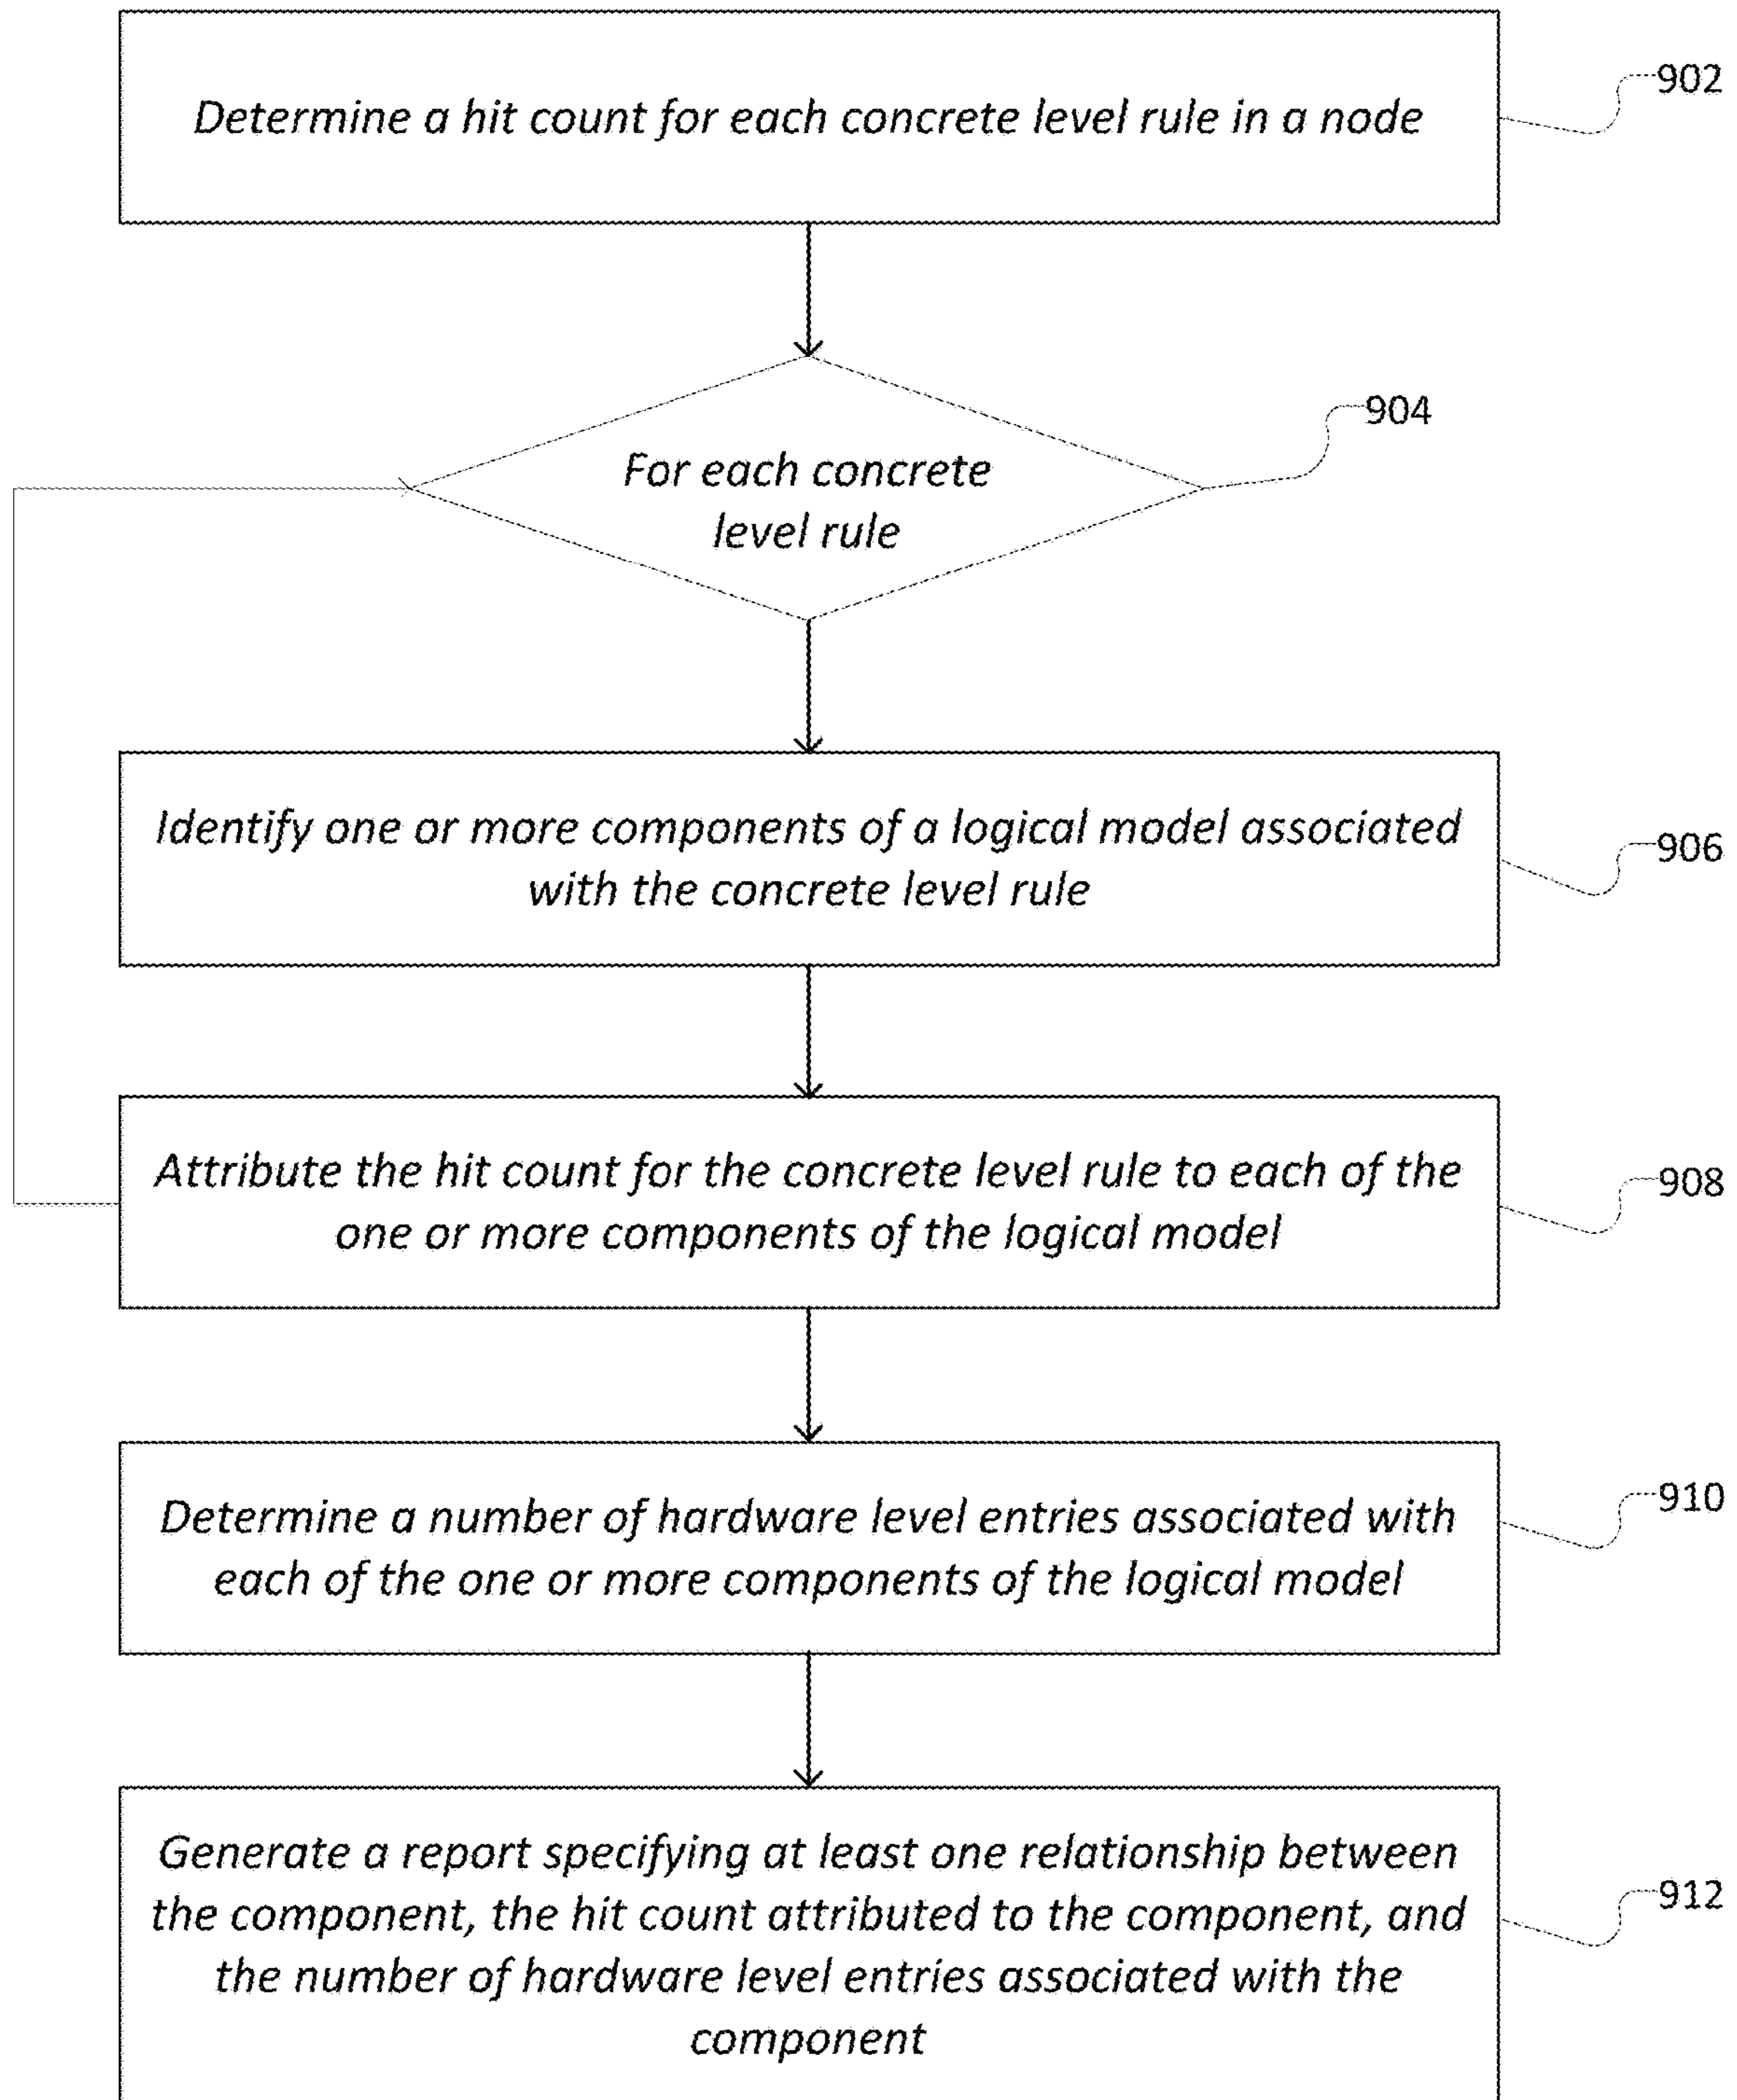 Determine a hit count for each concrete level rule in a node
902
For each concrete
level rule
904
Identify one or more components of a logical model associated
with the concrete level rule
906
Attribute the hit count for the concrete level rule to each of the
one or more components of the logical model
908
Determine a number of hardware level entries associated with
each of the one or more components of the logical model
910
Generate a report specifying at least one relationship between
the component, the hit count attributed to the component, and
the number of hardware level entries associated with the
component
912